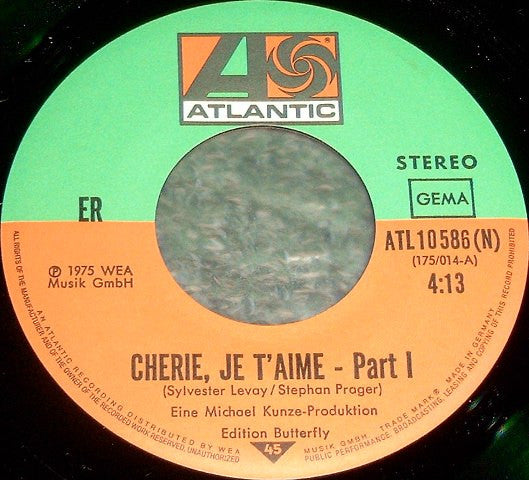 ATLANTIC
STEREO
GEMA
ER
ATL 10 586 (N)
(175/014-A)
4:13
℗ 1975 WEA
Musik GmbH
CHERIE, JE T'AIME - Part I
(Sylvester Levay/Stephan Prager)
Eine Michael Kunze-Produktion
Edition Butterfly
45
ALL RIGHTS OF THE MANUFACTURER AND OF THE OWNER OF THE RECORDED WORK RESERVED, UNAUTHORIZED
PUBLIC PERFORMANCE, BROADCASTING, LEASING AND COPYING OF THIS RECORD PROHIBITED
AN ATLANTIC RECORDING DISTRIBUTED BY WEA
MUSIK GMBH. TRADE MARK® MADE IN GERMANY